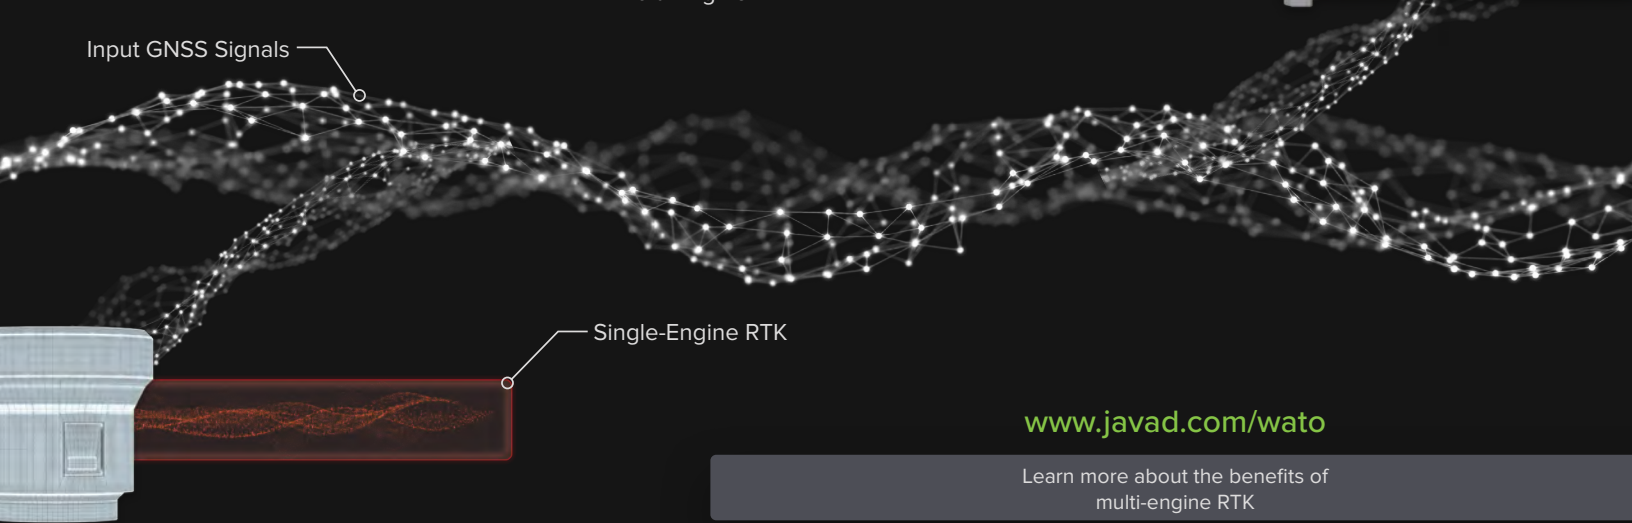 Input GNSS Signals
Single-Engine RTK
www.javad.com/wato
Learn more about the benefits of
multi-engine RTK